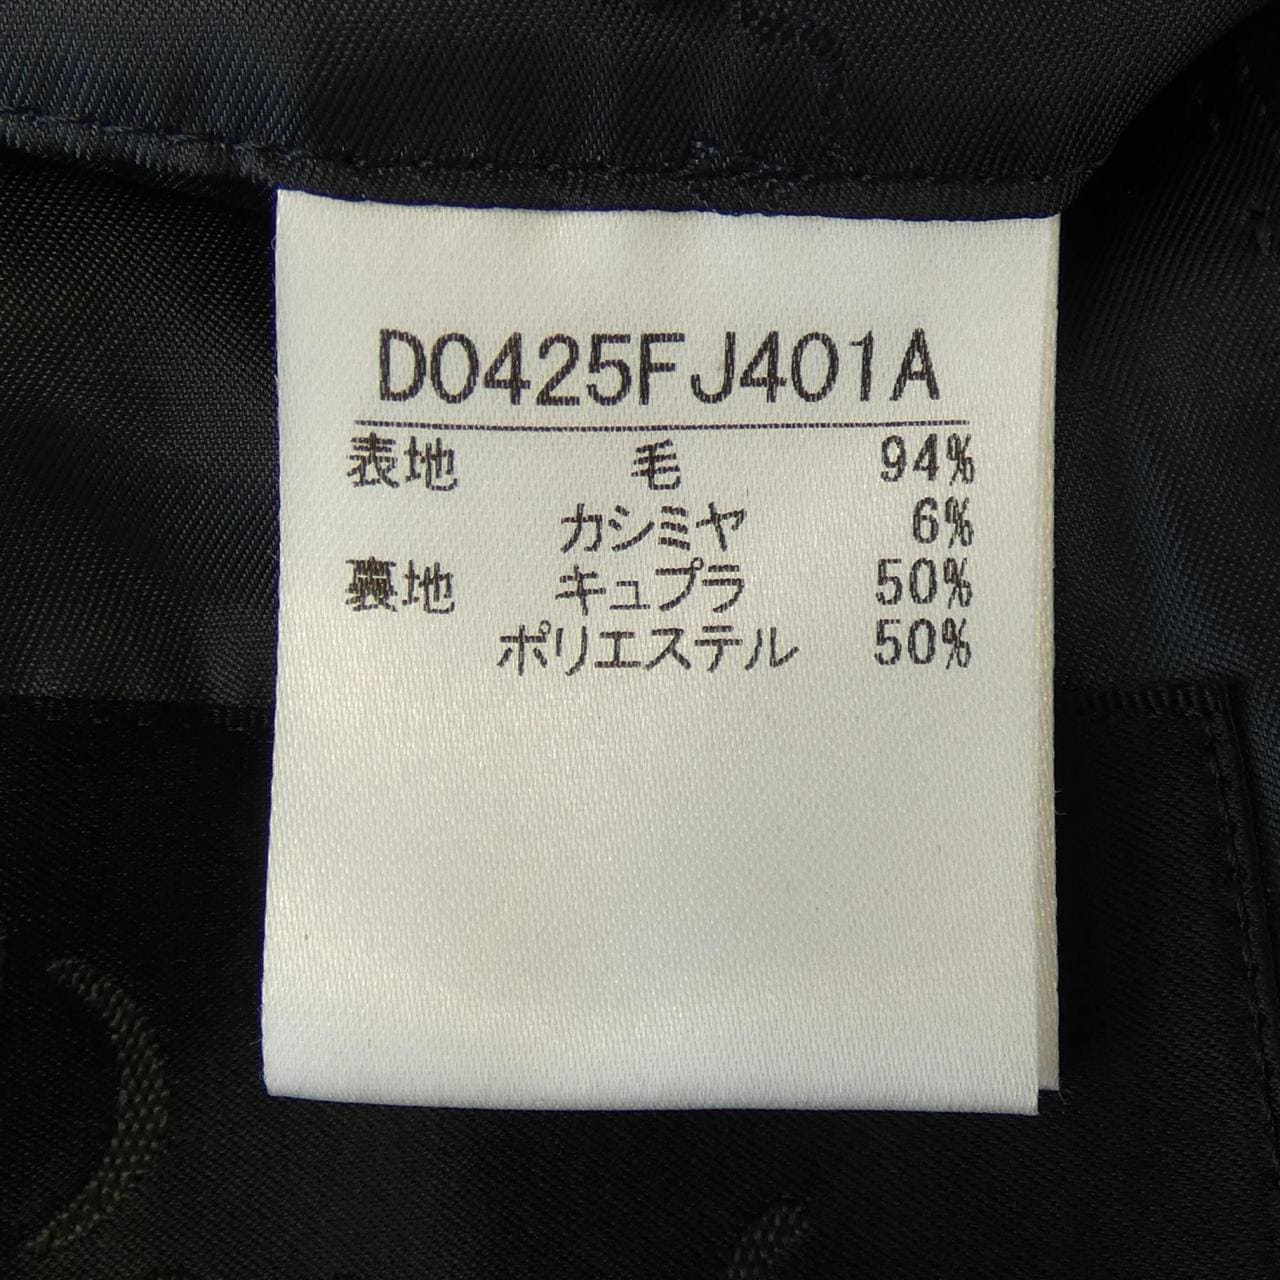 D0425FJ401A
表地 毛 94%
カシミヤ 6%
裏地 キュプラ 50%
ポリエステル 50%